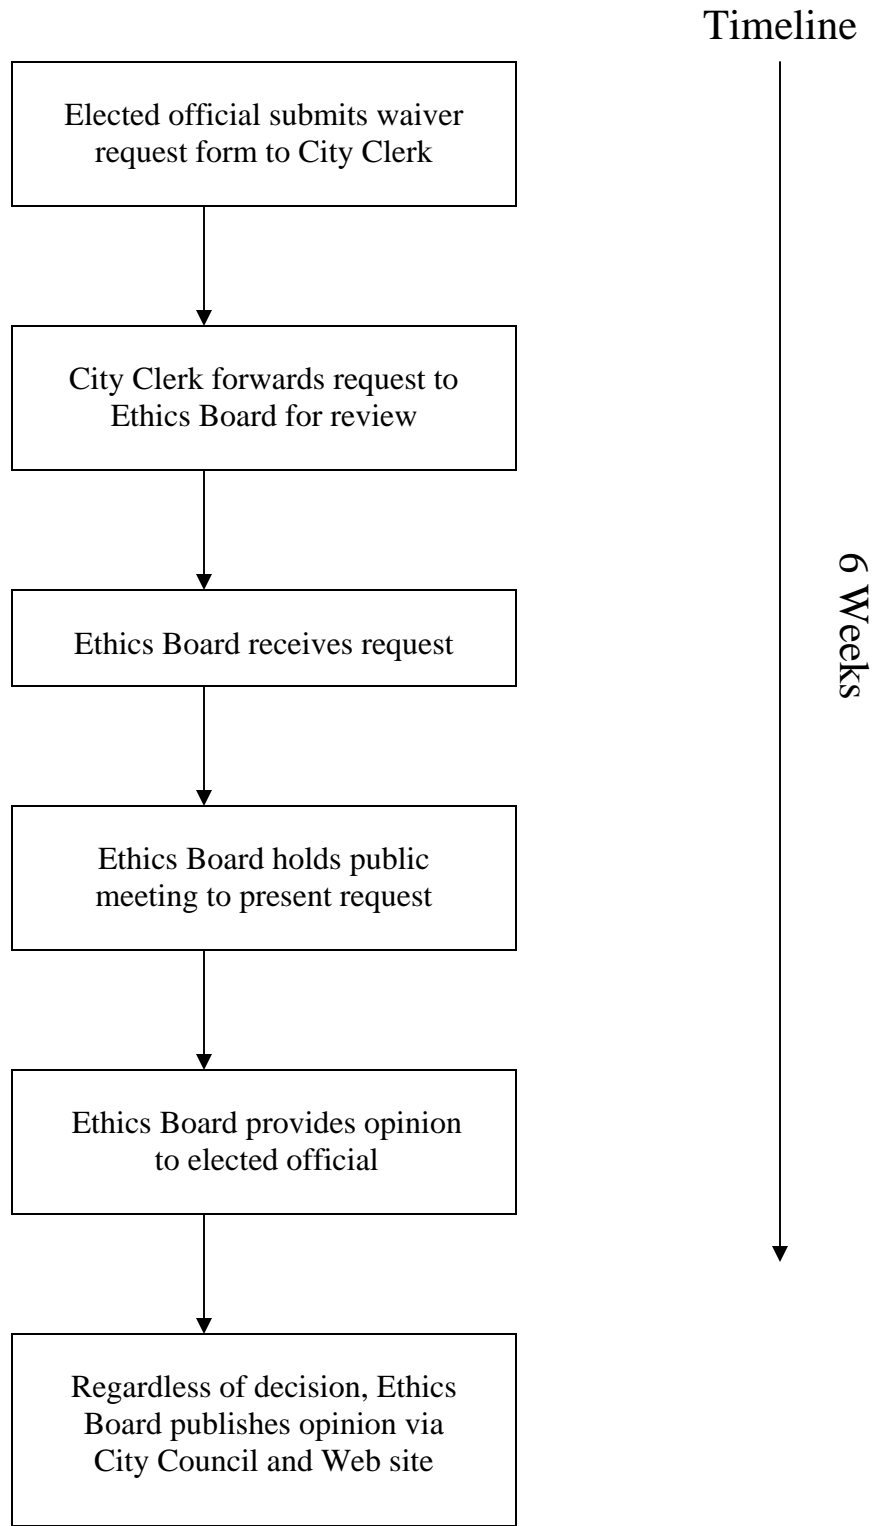 Timeline
Elected official submits waiver
request form to City Clerk
City Clerk forwards request to
Ethics Board for review
6 Weeks
Ethics Board receives request
Ethics Board holds public
meeting to present request
Ethics Board provides opinion
to elected official
Regardless of decision, Ethics
Board publishes opinion via
City Council and Web site